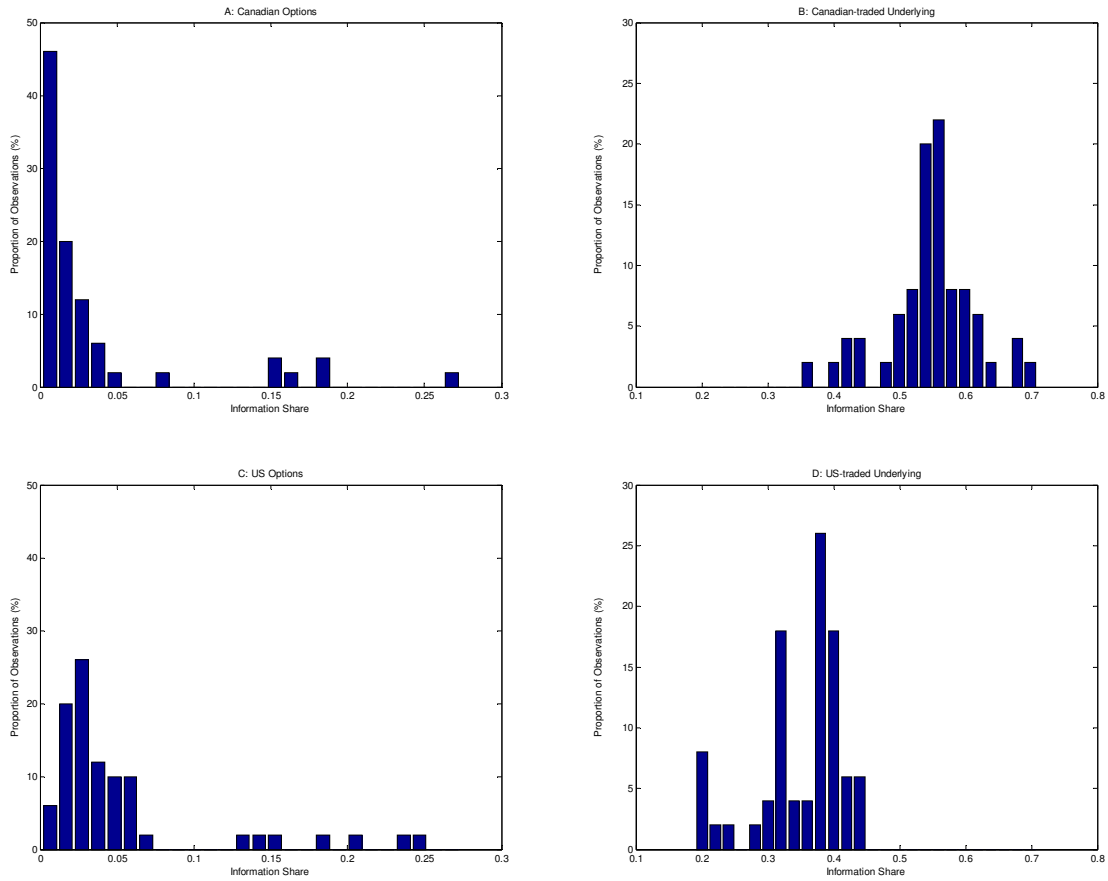 A: Canadian Options
50
40
30
20
10
0
Proportion of Observations (%)
0 0.05 0.1 0.15 0.2 0.25 0.3
Information Share
B: Canadian-traded Underlying
30
25
20
15
10
5
0
Proportion of Observations (%)
0.1 0.2 0.3 0.4 0.5 0.6 0.7 0.8
Information Share
C: US Options
50
40
30
20
10
0
Proportion of Observations (%)
0 0.05 0.1 0.15 0.2 0.25 0.3
Information Share
D: US-traded Underlying
30
25
20
15
10
5
0
Proportion of Observations (%)
0.1 0.2 0.3 0.4 0.5 0.6 0.7 0.8
Information Share